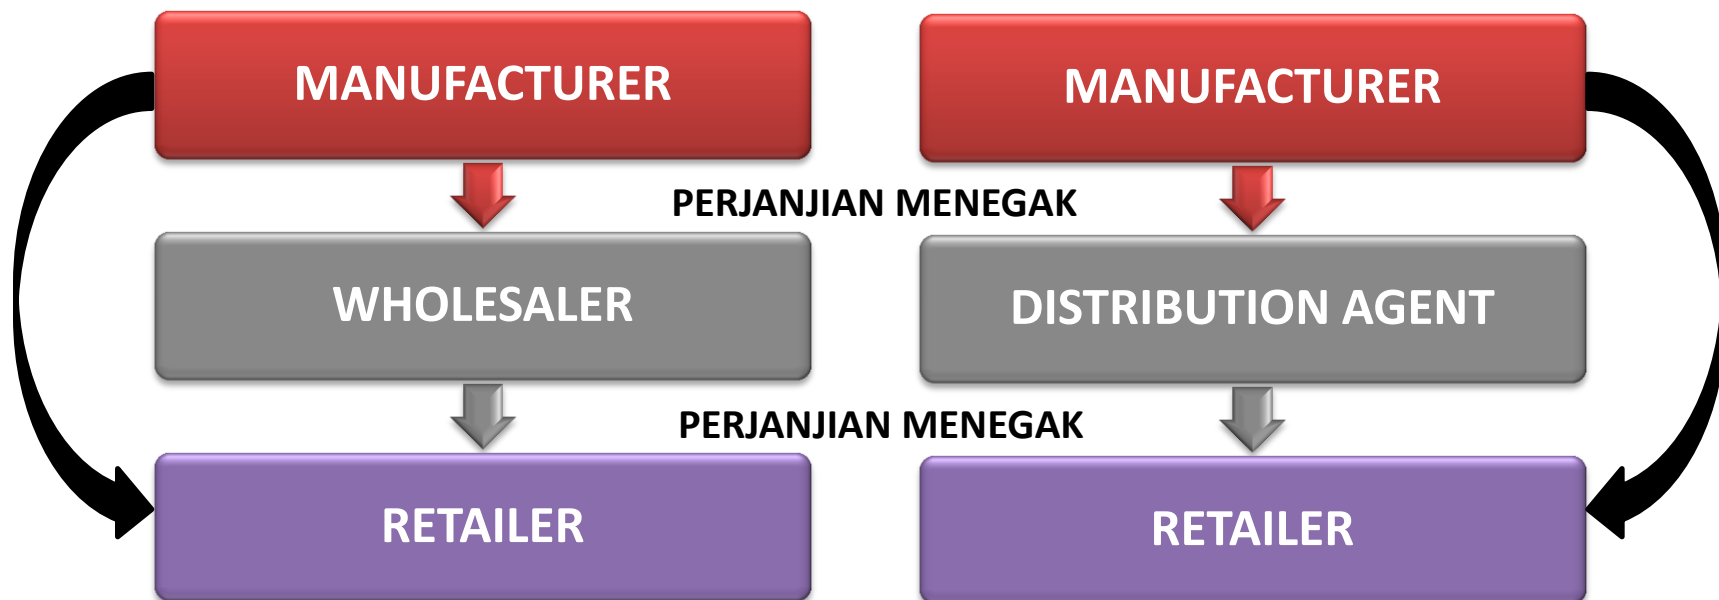 MANUFACTURER
MANUFACTURER
PERJANJIAN MENEGAK
WHOLESALER
DISTRIBUTION AGENT
PERJANJIAN MENEGAK
RETAILER
RETAILER